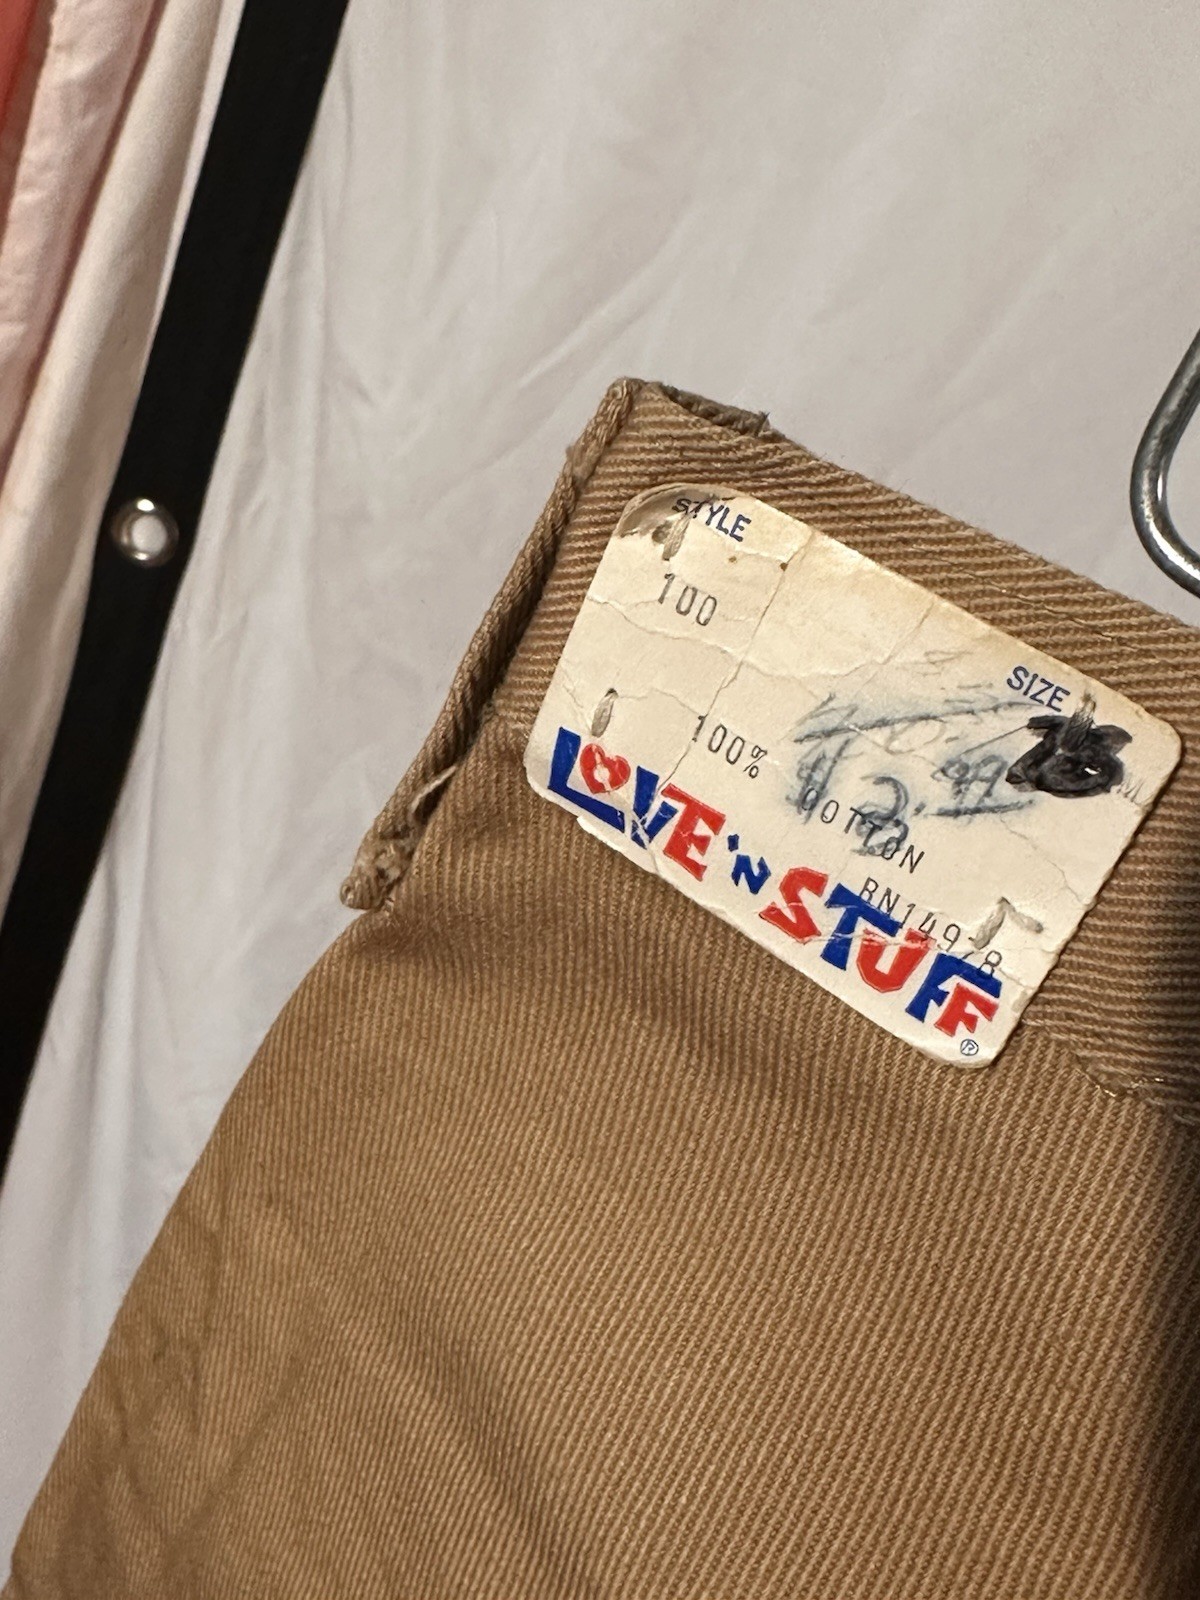 STYLE
100
SIZE
100%
COTTON
RN14978
LOVE 'N STUFF
®